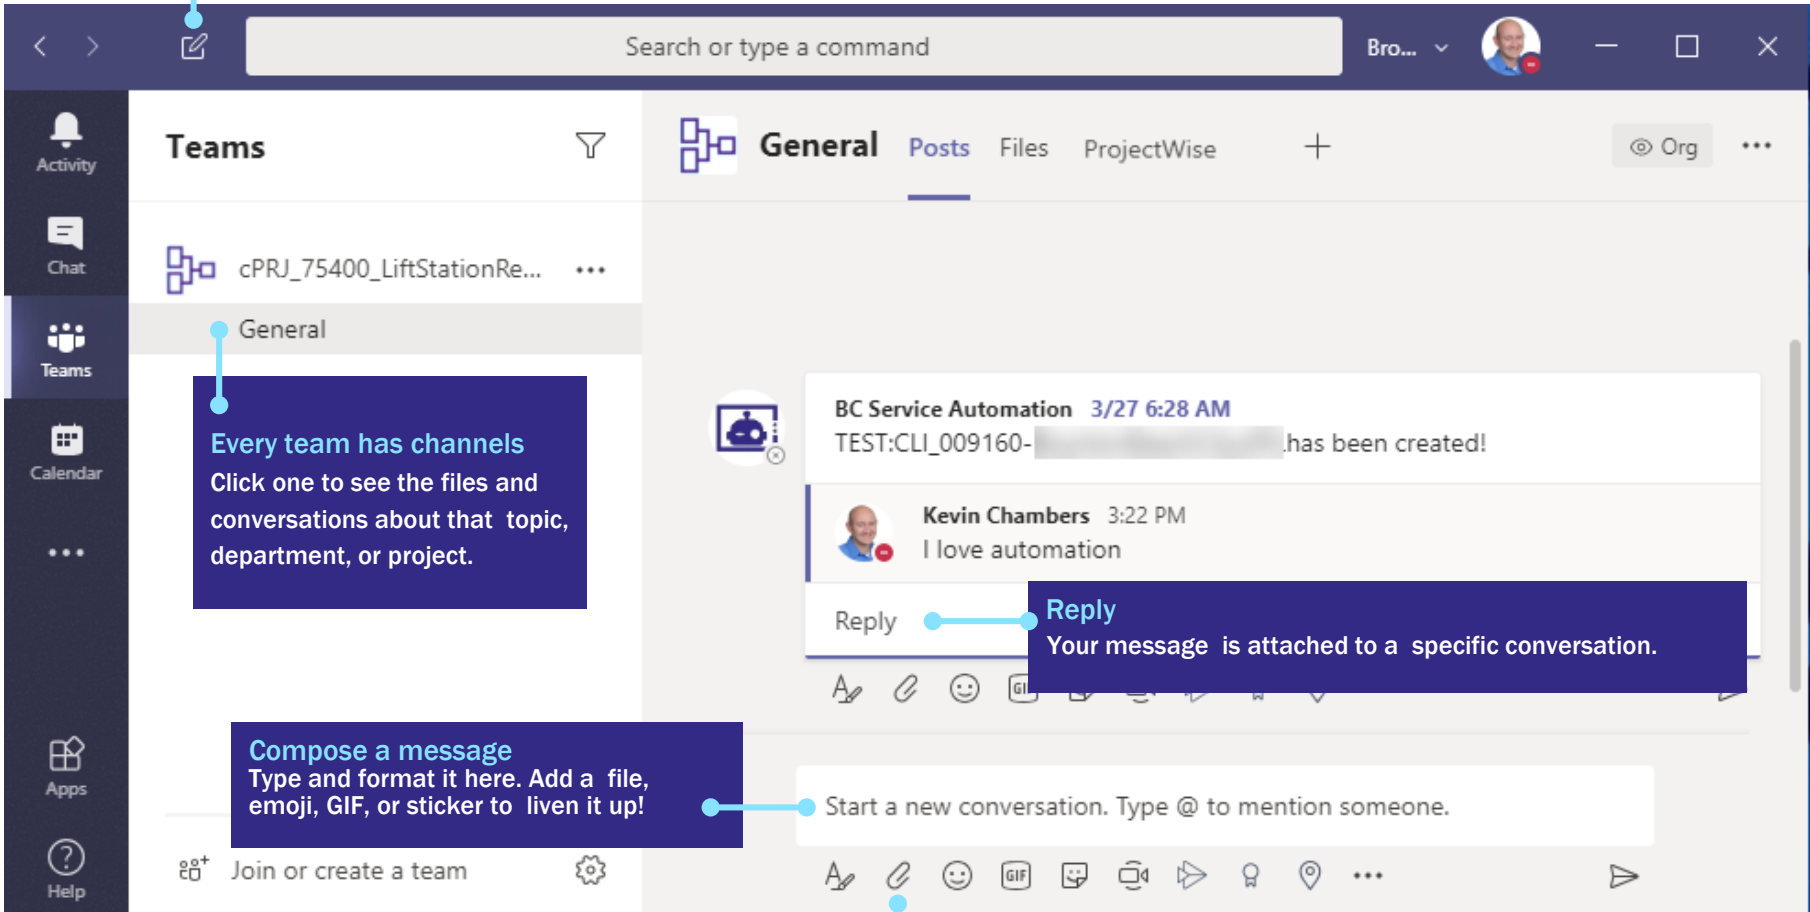 Search or type a command
Bro...
Activity
Chat
Teams
Calendar
Apps
Help
Teams
cPRJ_75400_LiftStationRe...
General
Every team has channels
Click one to see the files and
conversations about that topic,
department, or project.
Compose a message
Type and format it here. Add a file,
emoji, GIF, or sticker to liven it up!
Join or create a team
General Posts Files ProjectWise
Org
BC Service Automation 3/27 6:28 AM
TEST:CLI_009160- has been created!
Kevin Chambers 3:22 PM
I love automation
Reply
Reply
Your message is attached to a specific conversation.
Start a new conversation. Type @ to mention someone.
GIF